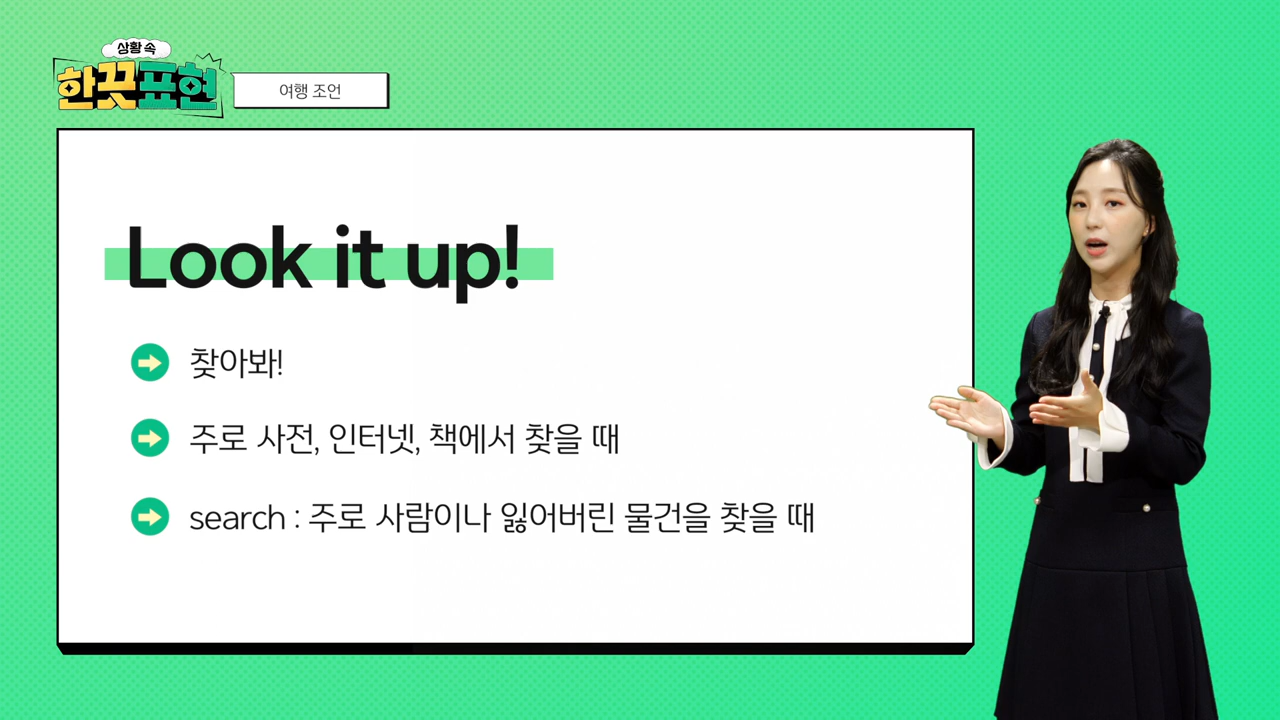 상황 속
한끗표현
여행 조언
Look it up!
찾아봐!
주로 사전, 인터넷, 책에서 찾을 때
search : 주로 사람이나 잃어버린 물건을 찾을 때